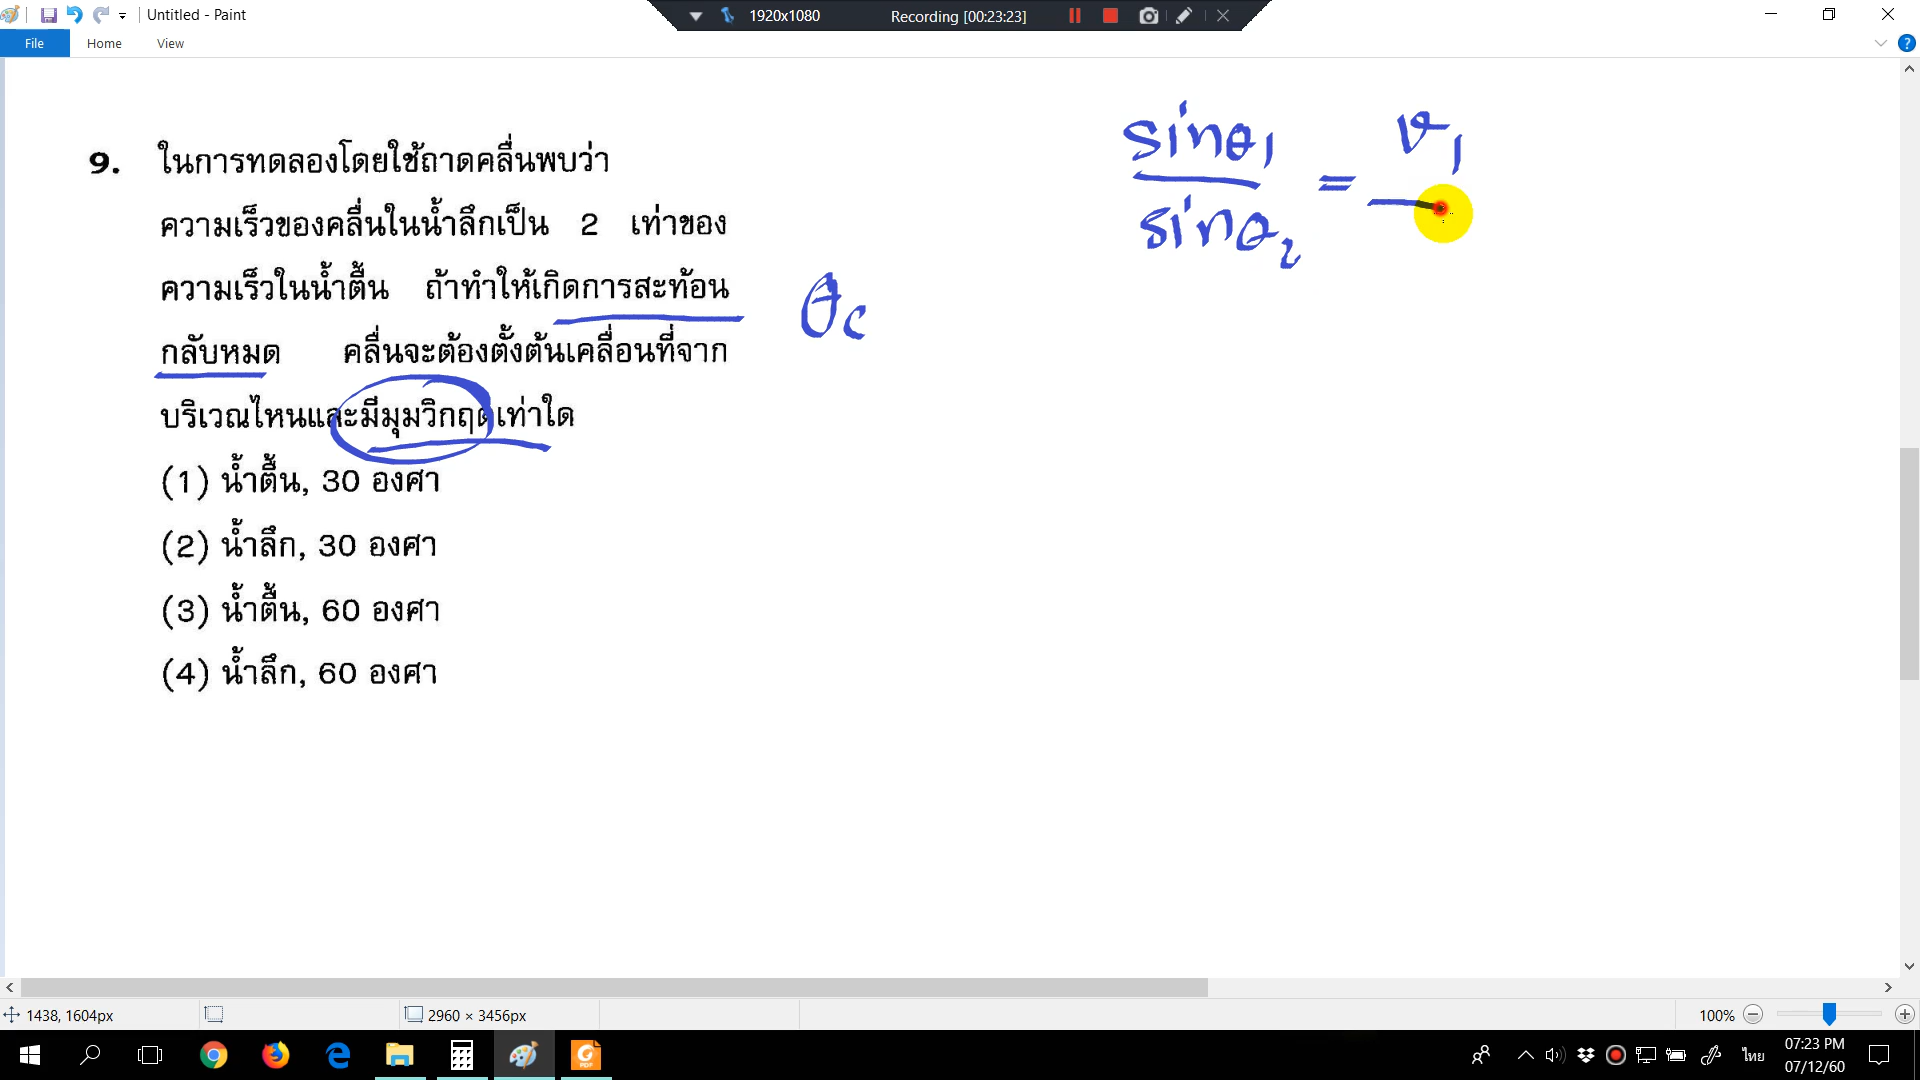 Untitled - Paint
1920x1080
Recording [00:23:23]
File
Home
View
9. ในการทดลองโดยใช้ถาดคลื่นพบว่า
ความเร็วของคลื่นในน้ำลึกเป็น 2 เท่าของ
ความเร็วในน้ำตื้น ถ้าทำให้เกิดการสะท้อน
กลับหมด คลื่นจะต้องตั้งต้นเคลื่อนที่จาก
บริเวณไหนและมีมุมวิกฤตเท่าใด
(1) น้ำตื้น, 30 องศา
(2) น้ำลึก, 30 องศา
(3) น้ำตื้น, 60 องศา
(4) น้ำลึก, 60 องศา
θc
sinθ1
sinθ2
=
v1
1438, 1604px
2960 × 3456px
100%
ไทย
07:23 PM
07/12/60